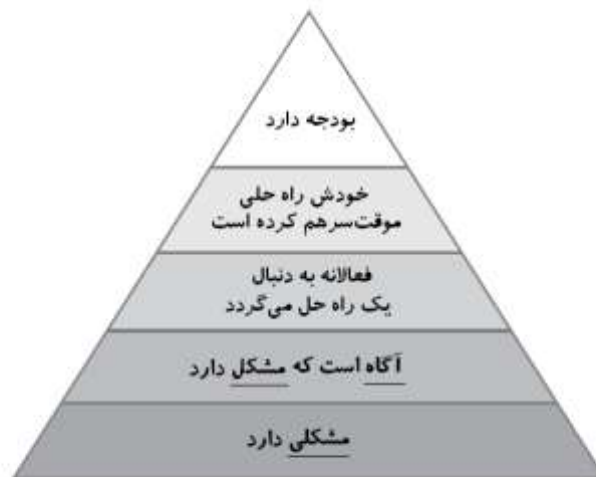 بودجه دارد
خودش راه حلی
موقت‌سرهم کرده است
فعالانه به دنبال
یک راه حل می‌گردد
آگاه است که مشکل دارد
مشکلی دارد